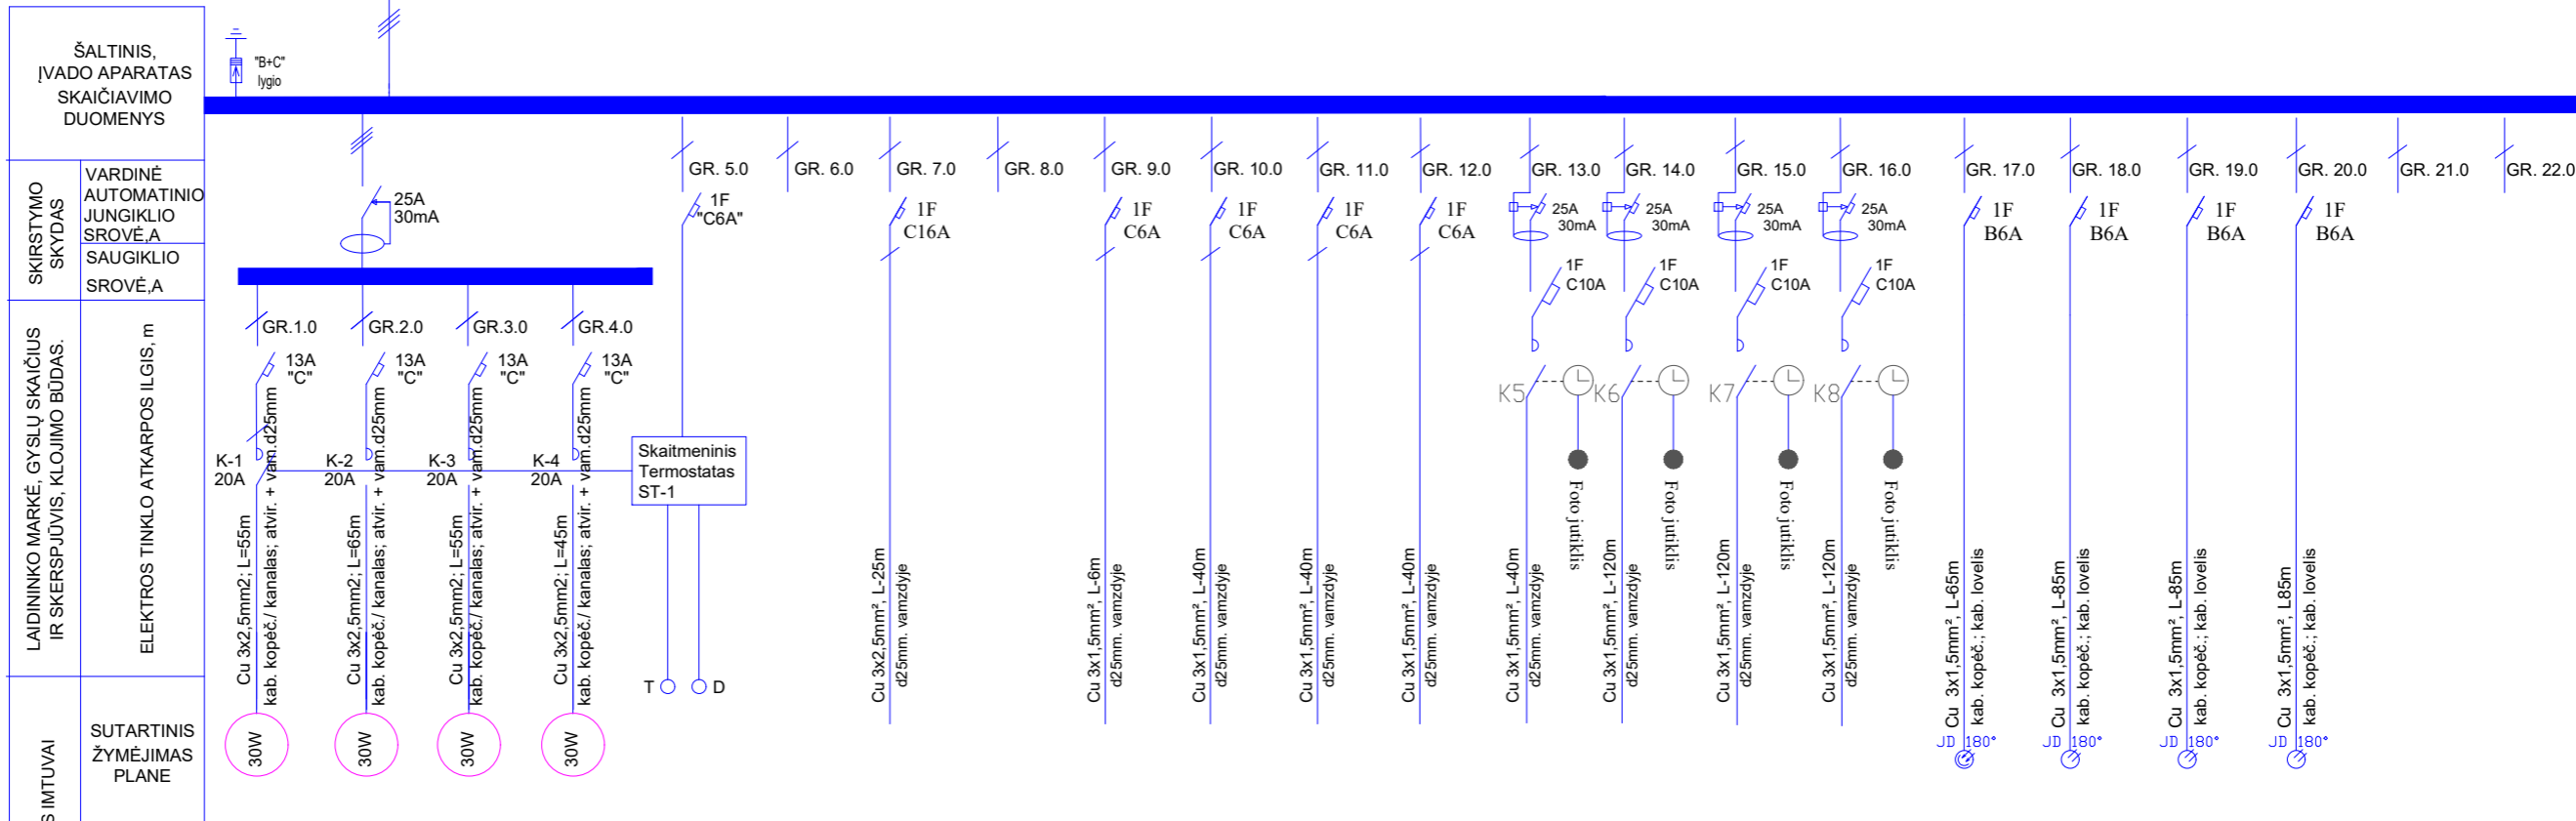 ŠALTINIS,
ĮVADO APARATAS
SKAIČIAVIMO
DUOMENYS
"B+C"
lygio
SKIRSTYMO
SKYDAS
VARDINĖ
AUTOMATINIO
JUNGIKLIO
SROVĖ,A
SAUGIKLIO
SROVĖ,A
25A
30mA
GR. 5.0
1F
"C6A"
GR. 6.0
GR. 7.0
1F
C16A
GR. 8.0
GR. 9.0
1F
C6A
GR. 10.0
1F
C6A
GR. 11.0
1F
C6A
GR. 12.0
1F
C6A
GR. 13.0
25A
30mA
1F
C10A
GR. 14.0
25A
30mA
1F
C10A
GR. 15.0
25A
30mA
1F
C10A
GR. 16.0
25A
30mA
1F
C10A
GR. 17.0
1F
B6A
GR. 18.0
1F
B6A
GR. 19.0
1F
B6A
GR. 20.0
1F
B6A
GR. 21.0
GR. 22.0
LAIDININKO MARKĖ, GYSLŲ SKAIČIUS
IR SKERSPJŪVIS, KLOJIMO BŪDAS.
ELEKTROS TINKLO ATKARPOS ILGIS, m
GR.1.0
13A
"C"
K-1
20A
Cu 3x2,5mm2; L=55m
kab. kopėč./ kanalas; atvir. + vam.d25mm
GR.2.0
13A
"C"
K-2
20A
Cu 3x2,5mm2; L=65m
kab. kopėč./ kanalas; atvir. + vam.d25mm
GR.3.0
13A
"C"
K-3
20A
Cu 3x2,5mm2; L=55m
kab. kopėč./ kanalas; atvir. + vam.d25mm
GR.4.0
13A
"C"
K-4
20A
Cu 3x2,5mm2; L=45m
kab. kopėč./ kanalas; atvir. + vam.d25mm
Skaitmeninis
Termostatas
ST-1
T
D
Cu 3x2,5mm², L-25m
d25mm. vamzdyje
Cu 3x1,5mm², L-6m
d25mm. vamzdyje
Cu 3x1,5mm², L-40m
d25mm. vamzdyje
Cu 3x1,5mm², L-40m
d25mm. vamzdyje
Cu 3x1,5mm², L-40m
d25mm. vamzdyje
K5
Foto jutiklis
Cu 3x1,5mm², L-40m
d25mm. vamzdyje
K6
Foto jutiklis
Cu 3x1,5mm², L-120m
d25mm. vamzdyje
K7
Foto jutiklis
Cu 3x1,5mm², L-120m
d25mm. vamzdyje
K8
Foto jutiklis
Cu 3x1,5mm², L-120m
d25mm. vamzdyje
Cu 3x1,5mm², L-65m
kab. kopėč.; kab. lovelis
JD 180°
Cu 3x1,5mm², L-85m
kab. kopėč.; kab. lovelis
JD 180°
Cu 3x1,5mm², L-85m
kab. kopėč.; kab. lovelis
JD 180°
Cu 3x1,5mm², L85m
kab. kopėč.; kab. lovelis
JD 180°
S IMTUVAI
SUTARTINIS
ŽYMĖJIMAS
PLANE
30W
30W
30W
30W